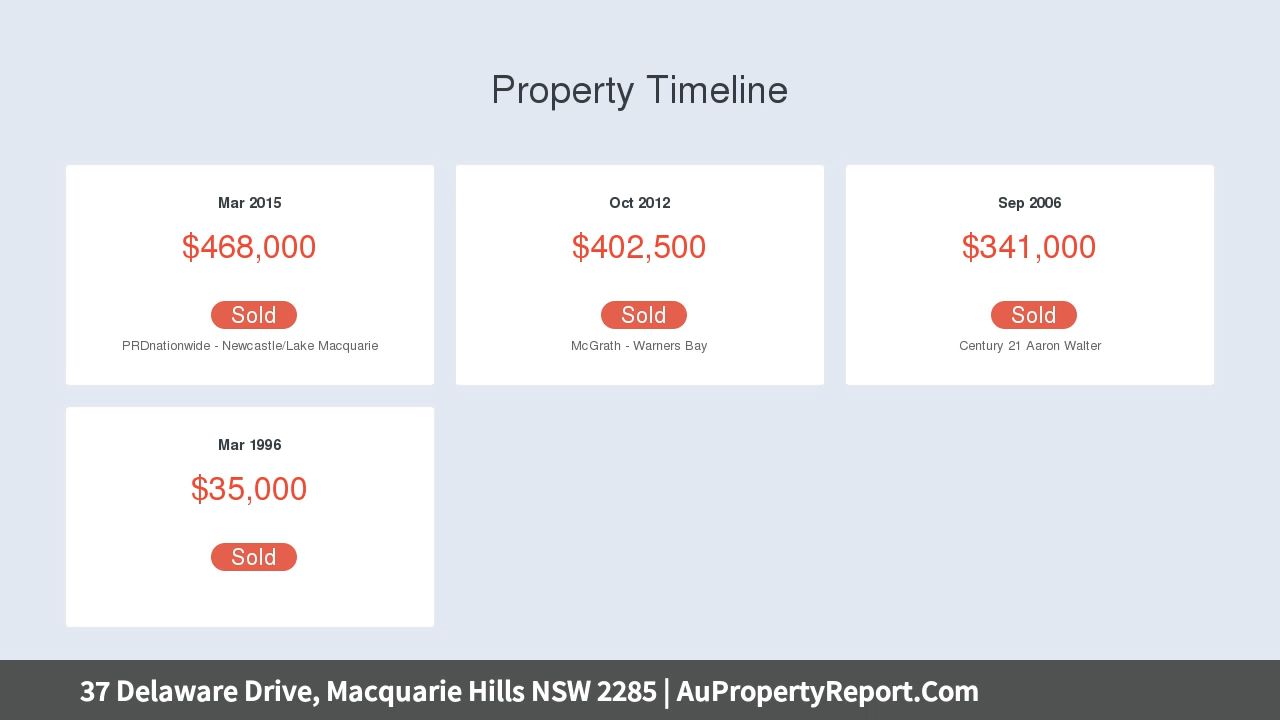 Property Timeline
Mar 2015
$468,000
Sold
PRDnationwide - Newcastle/Lake Macquarie
Oct 2012
$402,500
Sold
McGrath - Warners Bay
Sep 2006
$341,000
Sold
Century 21 Aaron Walter
Mar 1996
$35,000
Sold
37 Delaware Drive, Macquarie Hills NSW 2285 | AuPropertyReport.Com